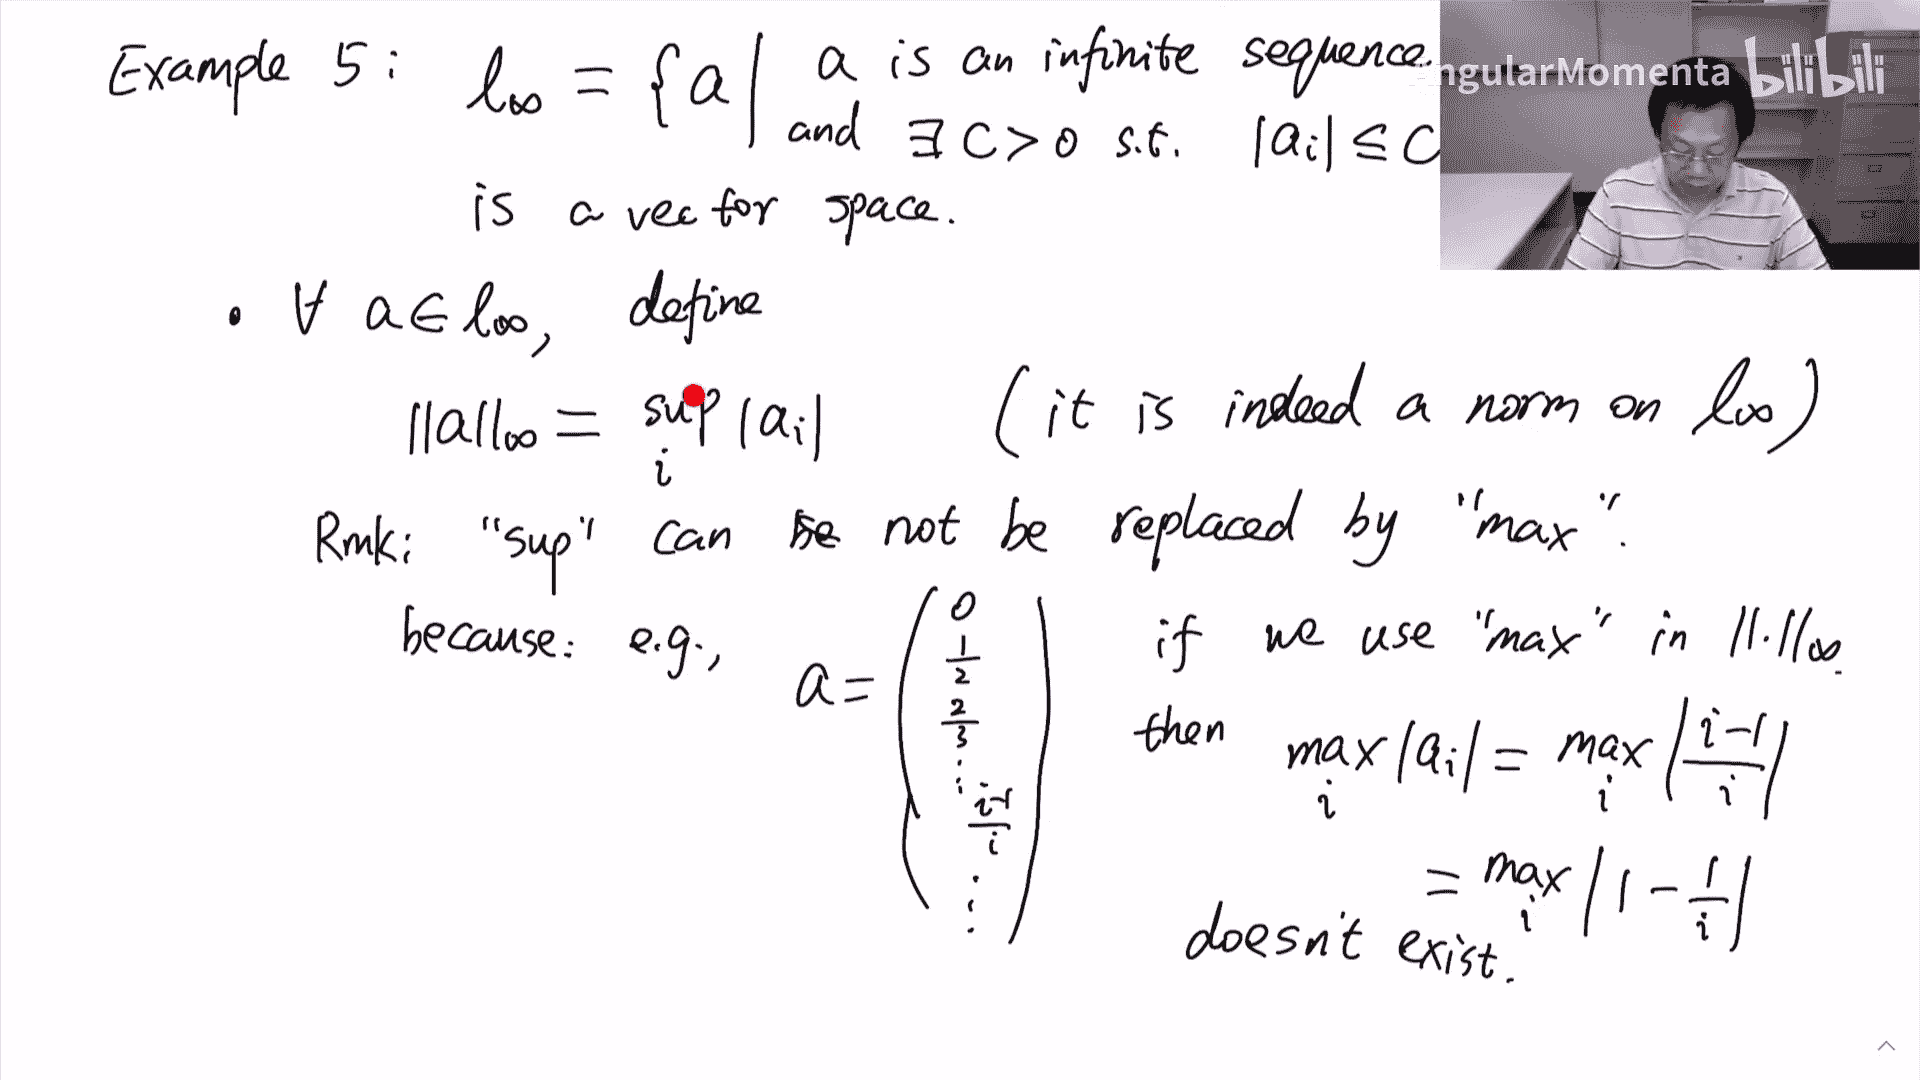 Example 5: l∞ = { a | a is an infinite sequence.
and ∃ C > 0 s.t. |ai| ≤ C
is a vector space.
• ∀ a ∈ l∞, define
||a||∞ = sup |ai| (it is indeed a norm on l∞)
i
Rmk: "sup" can not be replaced by "max".
because: e.g., a = ( 0 1/2 2/3 ⋮ i-1/i ⋮ )
if we use "max" in ||·||∞.
then max |ai| = max | i-1/i |
i i
= max | 1 - 1/i |
i
doesn't exist.
ngularMomenta bilibili